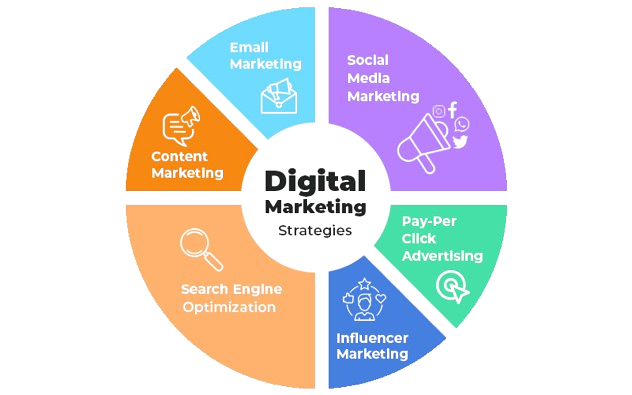 Email
Marketing
Social
Media
Marketing
Content
Marketing
Digital
Marketing
Strategies
Pay-Per
Click
Advertising
Search Engine
Optimization
Influencer
Marketing